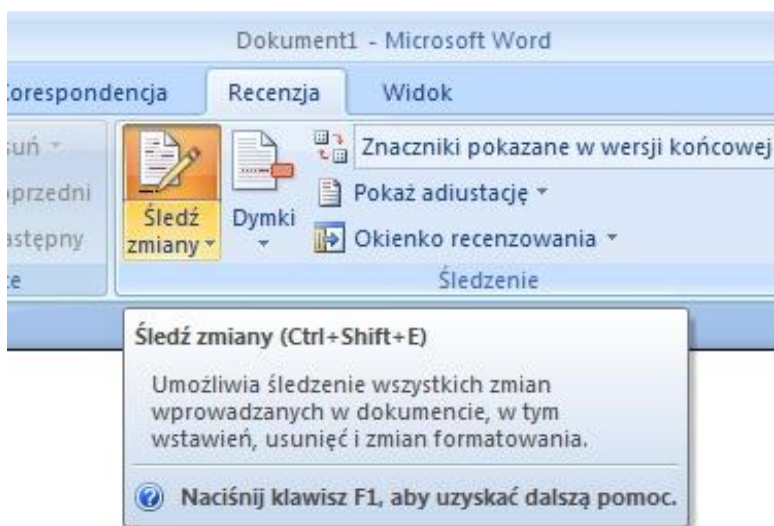 Dokument1 - Microsoft Word
Recenzja Widok
Znaczniki pokazane w wersji końcowej
Pokaż adiustację
Śledź zmiany
Dymki
Okienko recenzowania
Śledzenie
Śledź zmiany (Ctrl+Shift+E)
Umożliwia śledzenie wszystkich zmian
wprowadzanych w dokumencie, w tym
wstawień, usunięć i zmian formatowania.
Naciśnij klawisz F1, aby uzyskać dalszą pomoc.